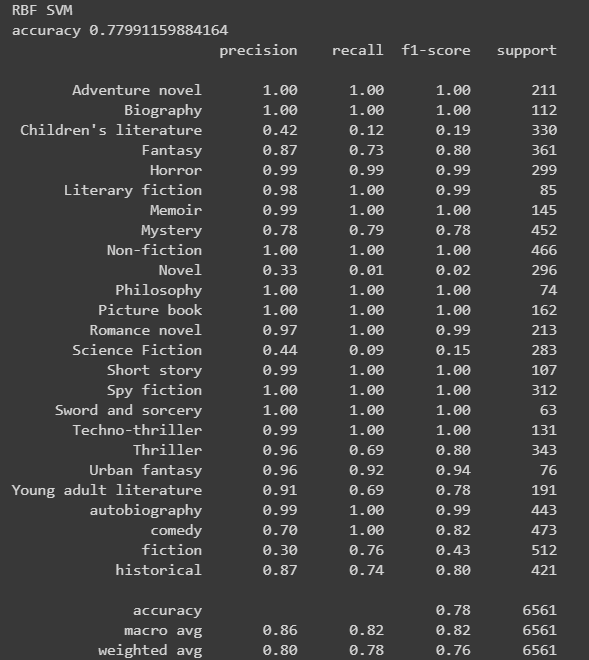 RBF SVM
accuracy 0.77991159884164
precision recall f1-score support
Adventure novel 1.00 1.00 1.00 211
Biography 1.00 1.00 1.00 112
Children's literature 0.42 0.12 0.19 330
Fantasy 0.87 0.73 0.80 361
Horror 0.99 0.99 0.99 299
Literary fiction 0.98 1.00 0.99 85
Memoir 0.99 1.00 1.00 145
Mystery 0.78 0.79 0.78 452
Non-fiction 1.00 1.00 1.00 466
Novel 0.33 0.01 0.02 296
Philosophy 1.00 1.00 1.00 74
Picture book 1.00 1.00 1.00 162
Romance novel 0.97 1.00 0.99 213
Science Fiction 0.44 0.09 0.15 283
Short story 0.99 1.00 1.00 107
Spy fiction 1.00 1.00 1.00 312
Sword and sorcery 1.00 1.00 1.00 63
Techno-thriller 0.99 1.00 1.00 131
Thriller 0.96 0.69 0.80 343
Urban fantasy 0.96 0.92 0.94 76
Young adult literature 0.91 0.69 0.78 191
autobiography 0.99 1.00 0.99 443
comedy 0.70 1.00 0.82 473
fiction 0.30 0.76 0.43 512
historical 0.87 0.74 0.80 421
accuracy 0.78 6561
macro avg 0.86 0.82 0.82 6561
weighted avg 0.80 0.78 0.76 6561